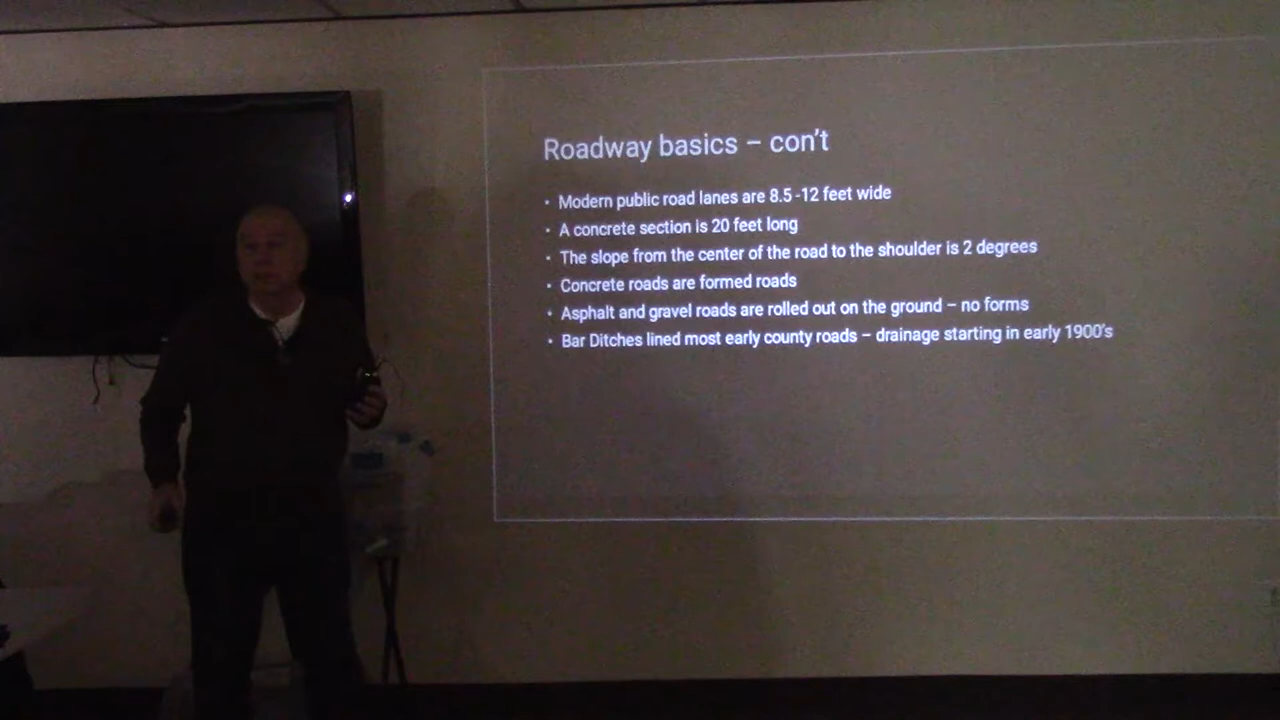 Roadway basics – con't
• Modern public road lanes are 8.5 -12 feet wide
• A concrete section is 20 feet long
• The slope from the center of the road to the shoulder is 2 degrees
• Concrete roads are formed roads
• Asphalt and gravel roads are rolled out on the ground – no forms
• Bar Ditches lined most early county roads – drainage starting in early 1900's